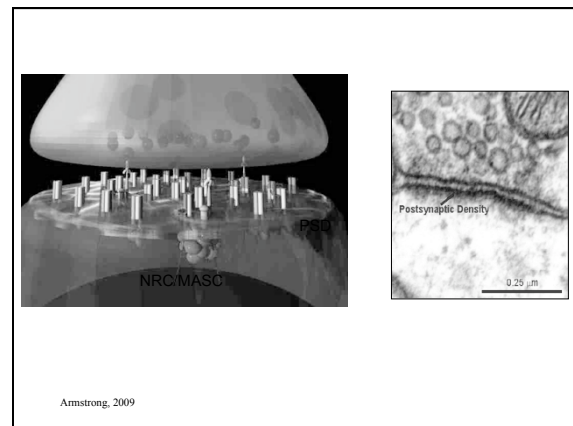 PSD
NRC/MASC
Postsynaptic Density
0.25 µm
Armstrong, 2009